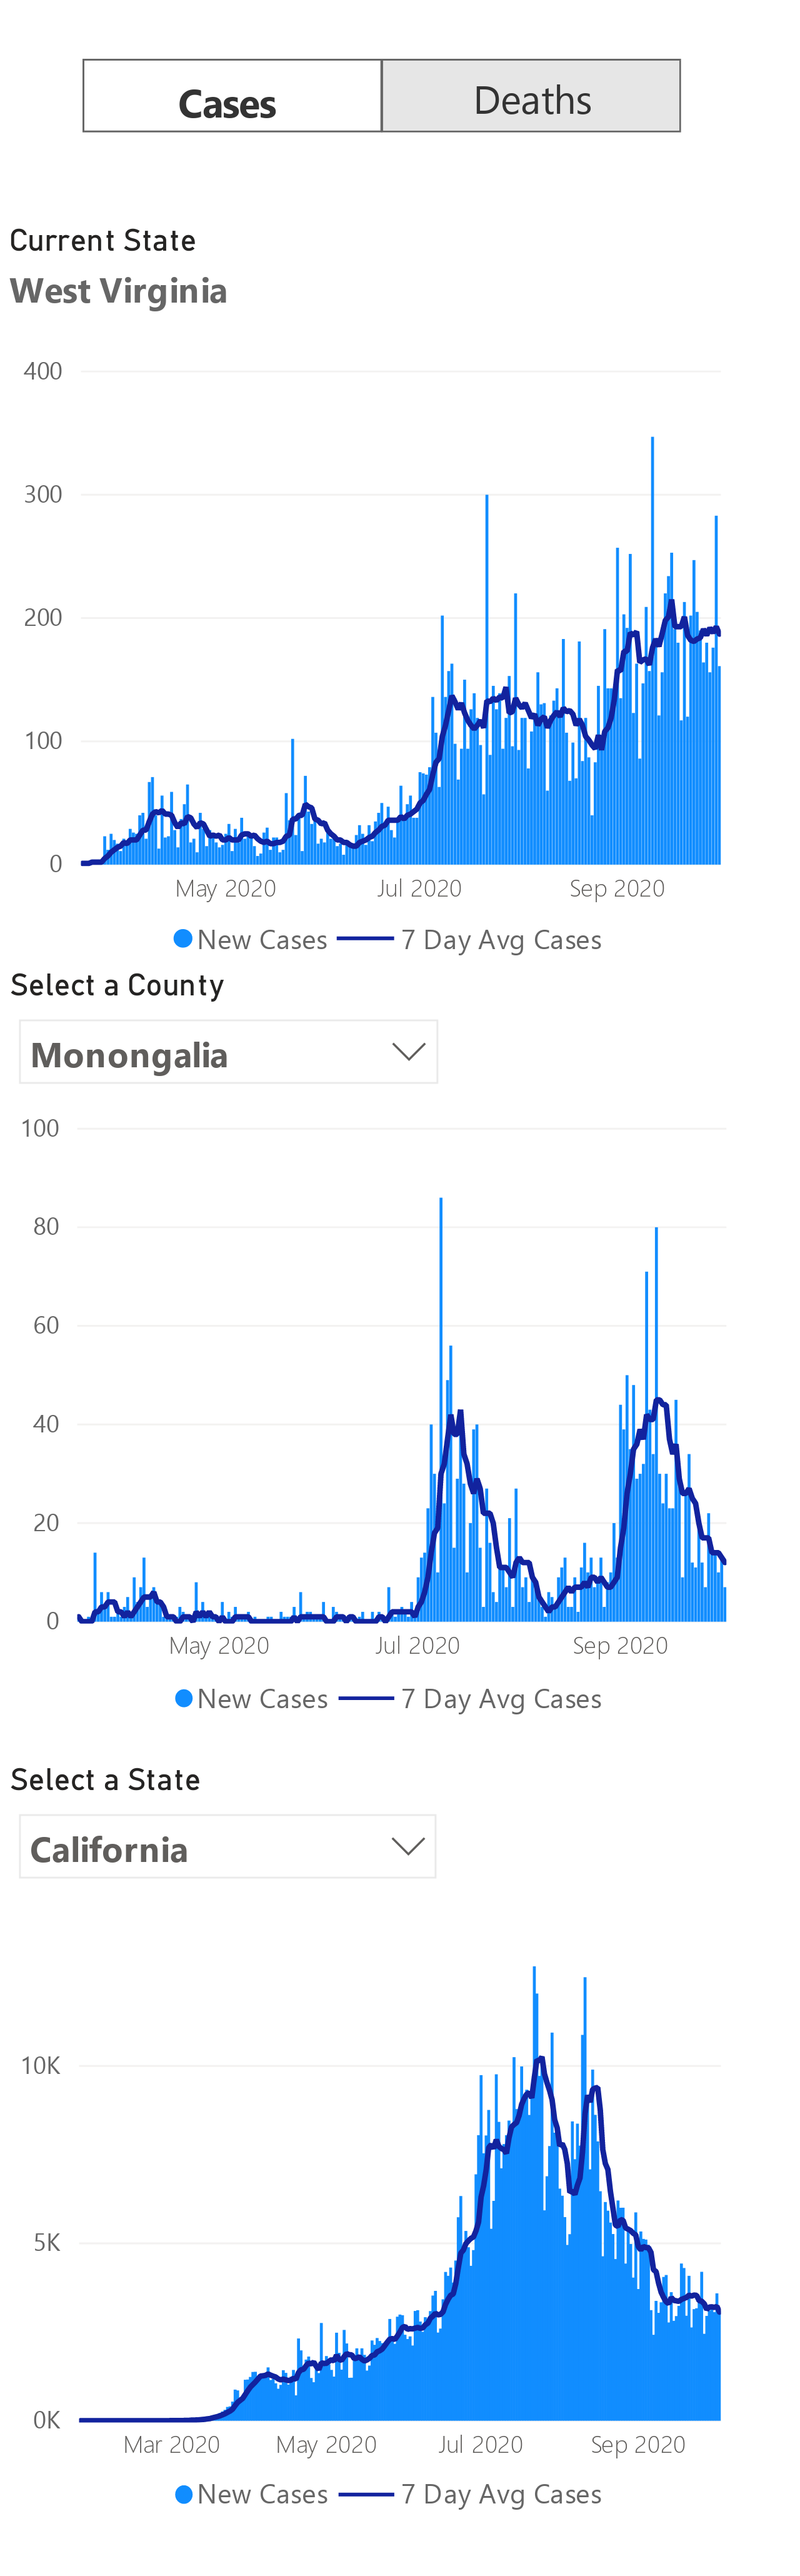 Cases Deaths
Current State
West Virginia
400
300
200
100
0
May 2020 Jul 2020 Sep 2020
New Cases 7 Day Avg Cases
Select a County
Monongalia
100
80
60
40
20
0
May 2020 Jul 2020 Sep 2020
New Cases 7 Day Avg Cases
Select a State
California
10K
5K
0K
Mar 2020 May 2020 Jul 2020 Sep 2020
New Cases 7 Day Avg Cases